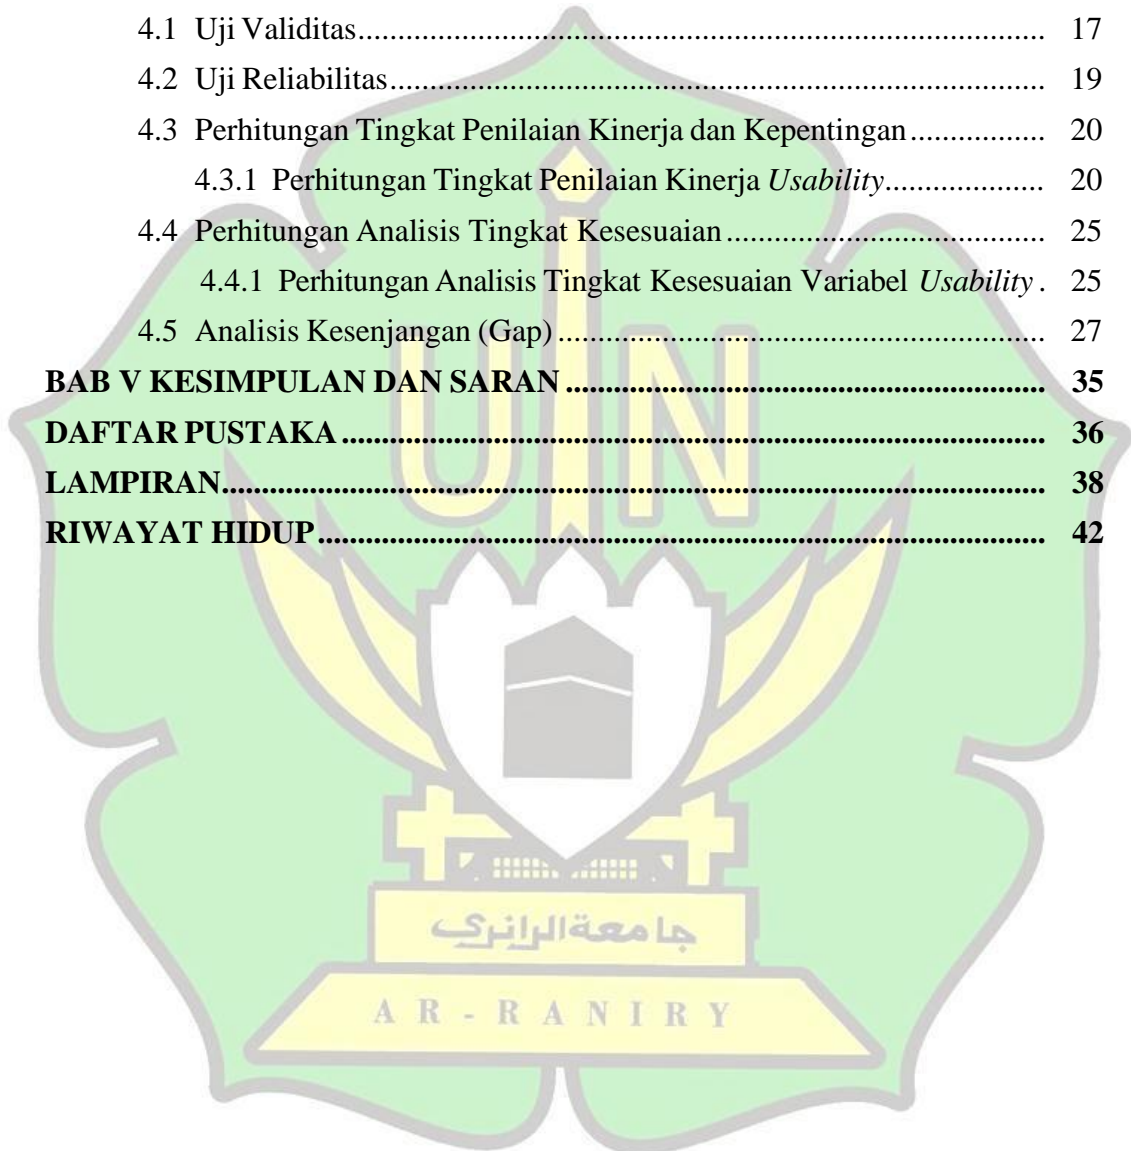 4.1 Uji Validitas........................................................................................ 17
4.2 Uji Reliabilitas.................................................................................... 19
4.3 Perhitungan Tingkat Penilaian Kinerja dan Kepentingan................. 20
4.3.1 Perhitungan Tingkat Penilaian Kinerja Usability.................... 20
4.4 Perhitungan Analisis Tingkat Kesesuaian......................................... 25
4.4.1 Perhitungan Analisis Tingkat Kesesuaian Variabel Usability. 25
4.5 Analisis Kesenjangan (Gap).............................................................. 27
BAB V KESIMPULAN DAN SARAN.............................................................. 35
DAFTAR PUSTAKA.......................................................................................... 36
LAMPIRAN......................................................................................................... 38
RIWAYAT HIDUP............................................................................................. 42
UIN
جامعةالرانري
AR-RANIRY